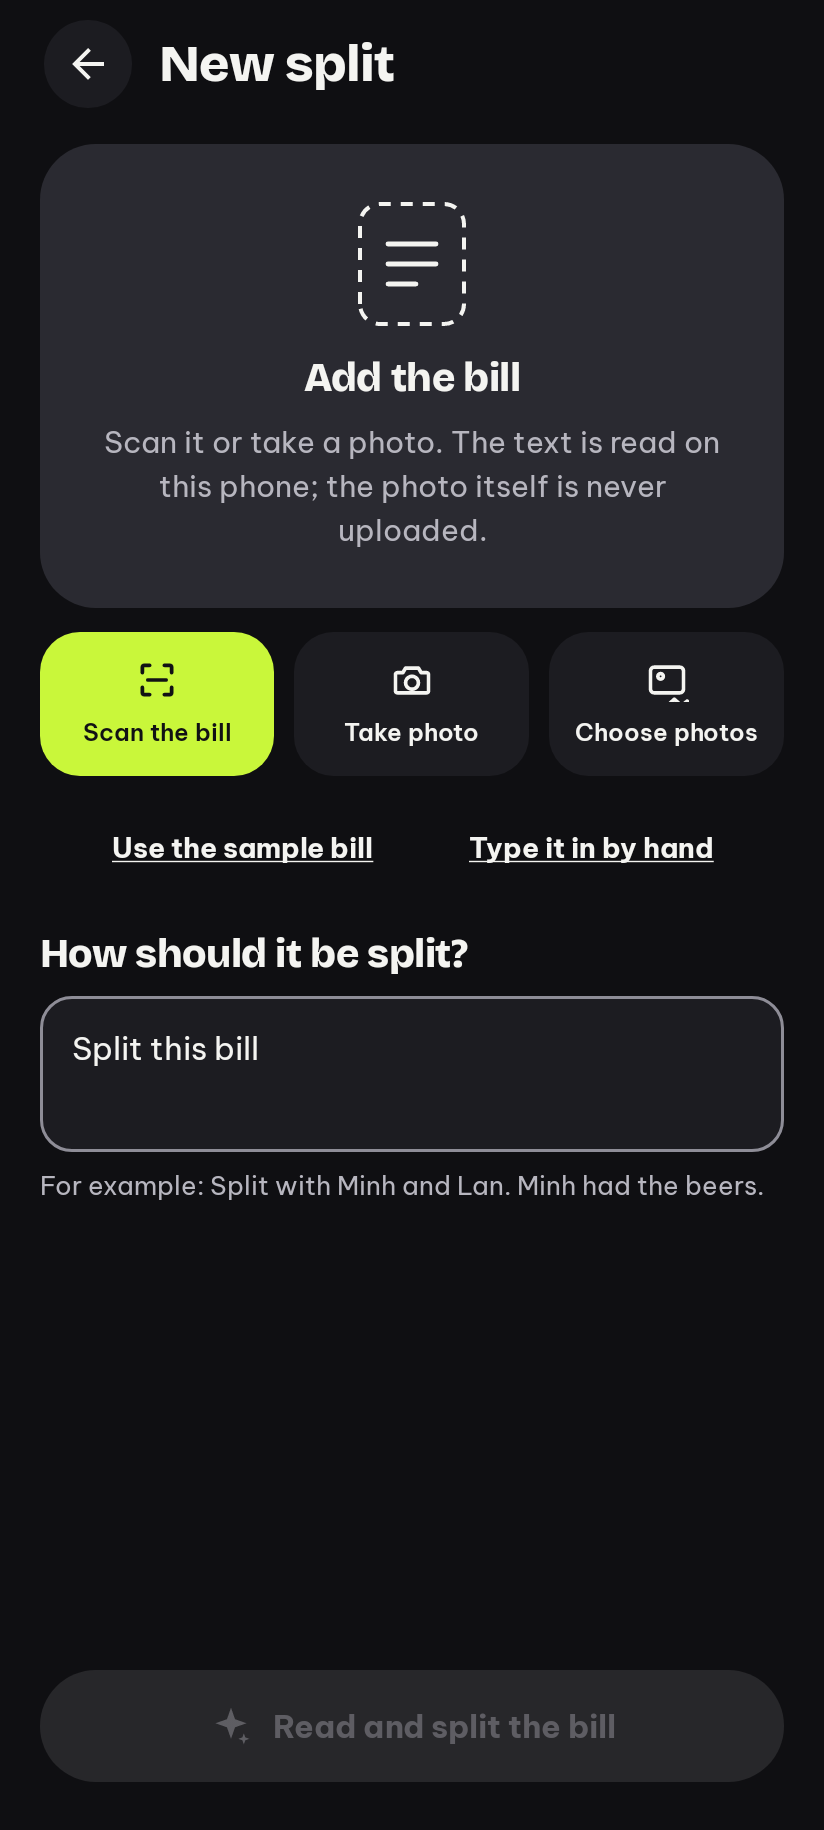 New split
Add the bill
Scan it or take a photo. The text is read on
this phone; the photo itself is never
uploaded.
Scan the bill
Take photo
Choose photos
Use the sample bill
Type it in by hand
How should it be split?
Split this bill
For example: Split with Minh and Lan. Minh had the beers.
Read and split the bill